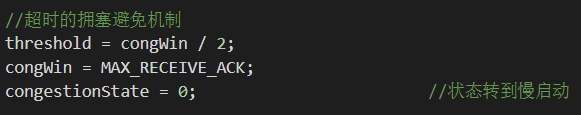 //超时的拥塞避免机制
threshold = congWin / 2;
congWin = MAX_RECEIVE_ACK;
congestionState = 0; //状态转到慢启动